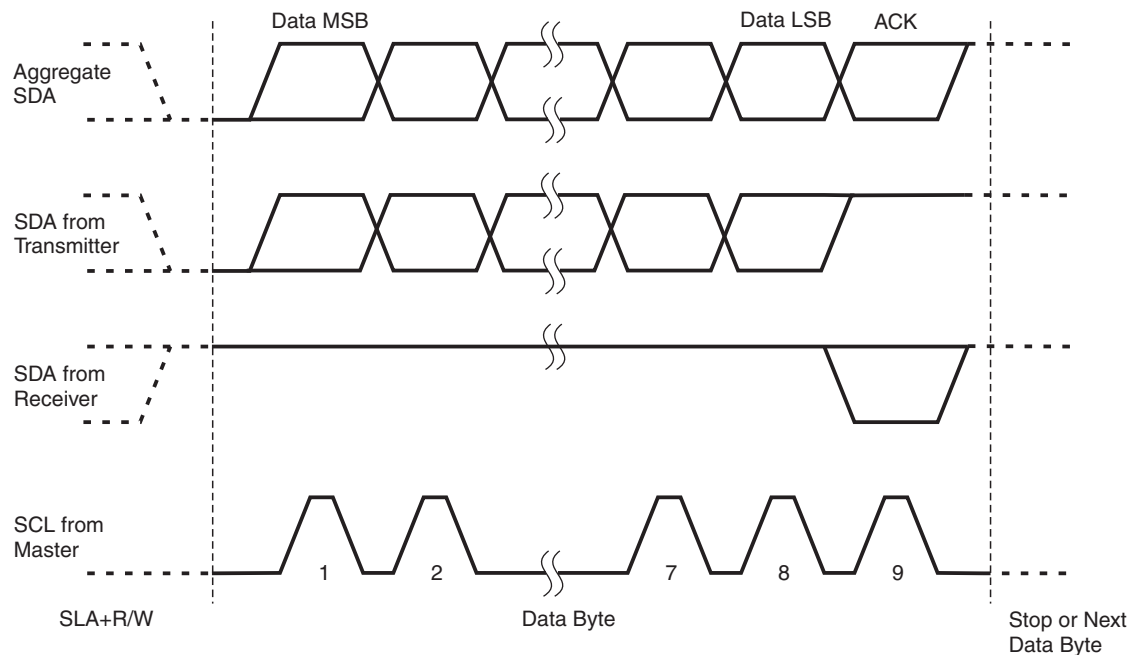 Data MSB
Data LSB
ACK
Aggregate
SDA
SDA from
Transmitter
SDA from
Receiver
SCL from
Master
1
2
7
8
9
SLA+R/W
Data Byte
Stop or Next
Data Byte